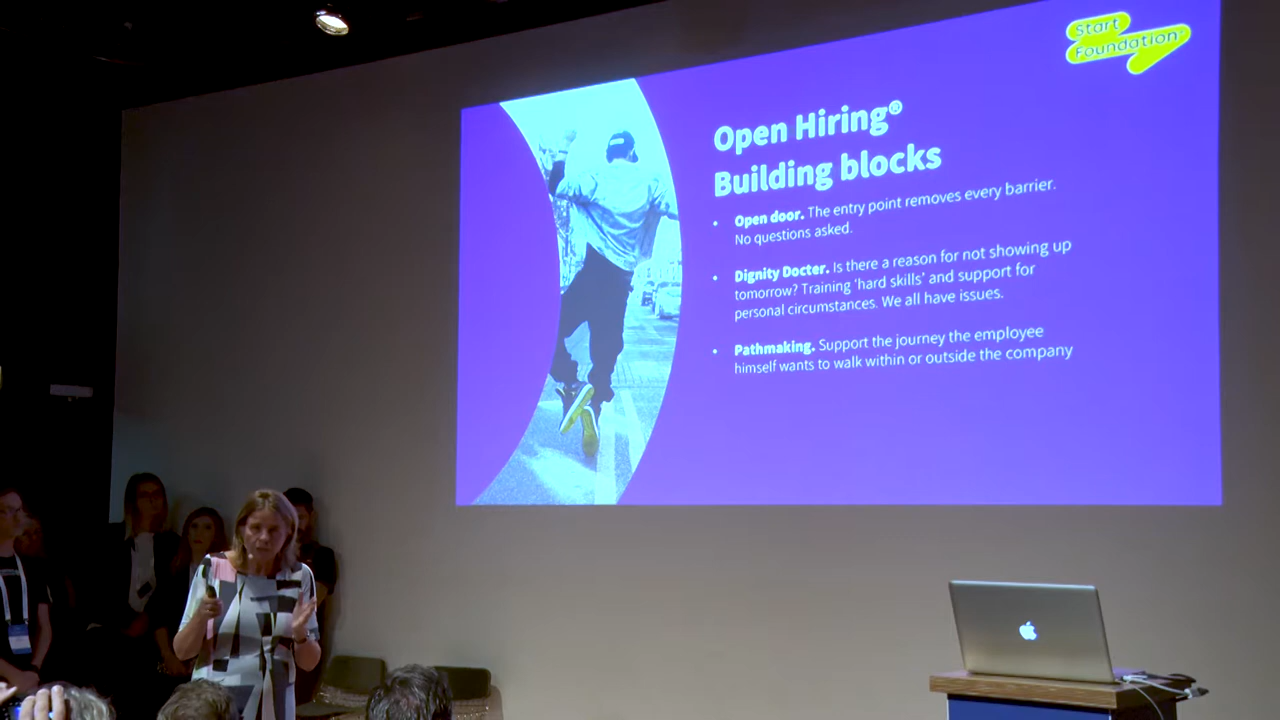 Start
Foundation
Open Hiring®
Building blocks
• Open door. The entry point removes every barrier.
No questions asked.
• Dignity Docter. Is there a reason for not showing up
tomorrow? Training 'hard skills' and support for
personal circumstances. We all have issues.
• Pathmaking. Support the journey the employee
himself wants to walk within or outside the company